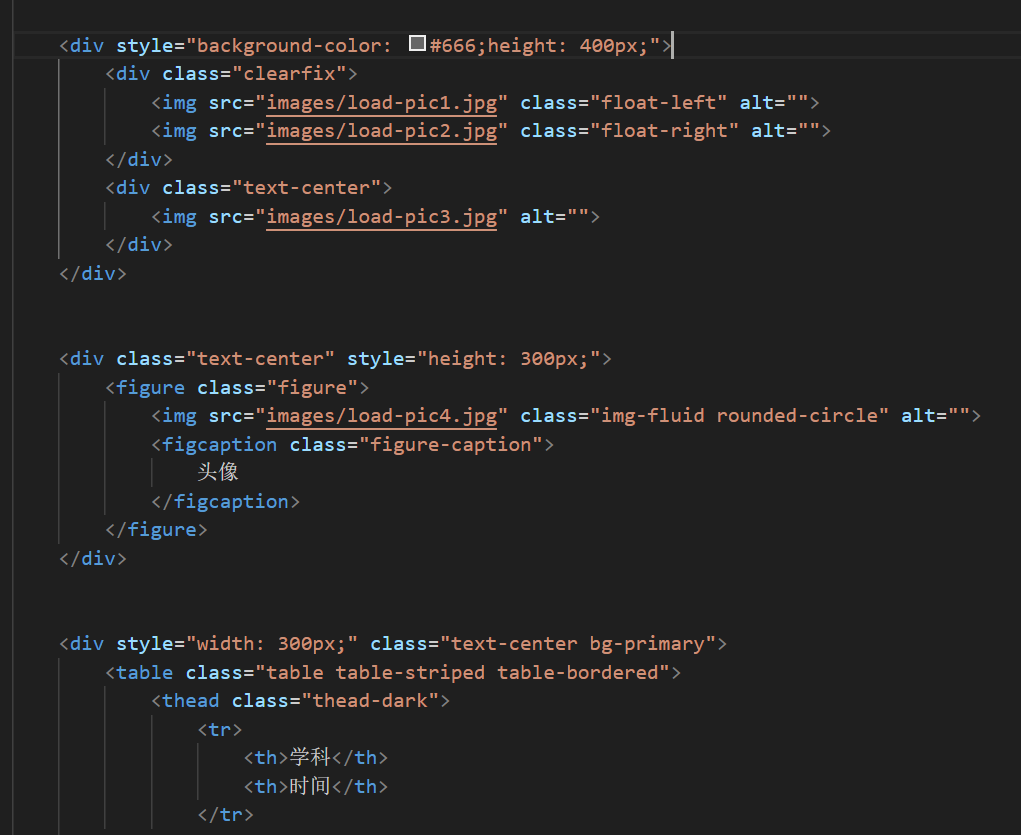 <div style="background-color: #666;height: 400px;">
<div class="clearfix">
<img src="images/load-pic1.jpg" class="float-left" alt="">
<img src="images/load-pic2.jpg" class="float-right" alt="">
</div>
<div class="text-center">
<img src="images/load-pic3.jpg" alt="">
</div>
</div>
<div class="text-center" style="height: 300px;">
<figure class="figure">
<img src="images/load-pic4.jpg" class="img-fluid rounded-circle" alt="">
<figcaption class="figure-caption">
头像
</figcaption>
</figure>
</div>
<div style="width: 300px;" class="text-center bg-primary">
<table class="table table-striped table-bordered">
<thead class="thead-dark">
<tr>
<th>学科</th>
<th>时间</th>
</tr>